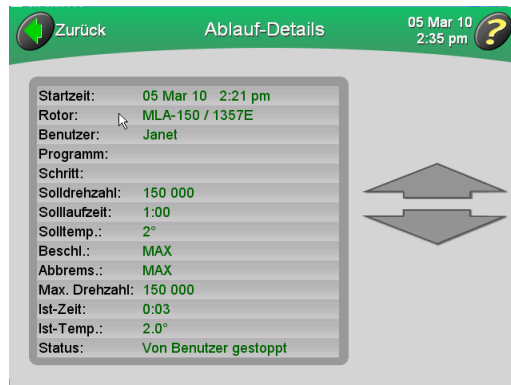 Zurück
Ablauf-Details
05 Mar 10
2:35 pm
?
Startzeit: 05 Mar 10 2:21 pm
Rotor: MLA-150 / 1357E
Benutzer: Janet
Programm:
Schritt:
Solldrehzahl: 150 000
Solllaufzeit: 1:00
Solltemp.: 2°
Beschl.: MAX
Abbrems.: MAX
Max. Drehzahl: 150 000
Ist-Zeit: 0:03
Ist-Temp.: 2.0°
Status: Von Benutzer gestoppt